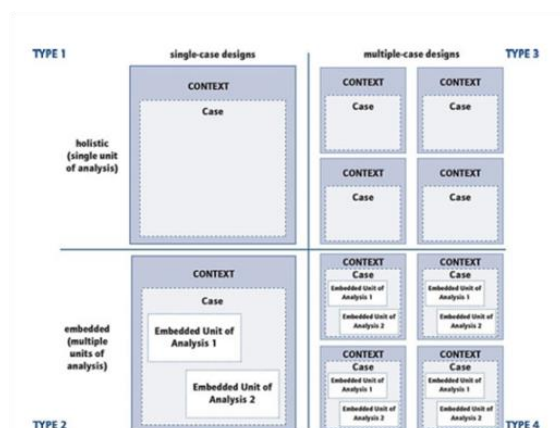 TYPE 1
single-case designs
multiple-case designs
TYPE 3
holistic
(single unit
of analysis)
CONTEXT
Case
CONTEXT
Case
CONTEXT
Case
CONTEXT
Case
CONTEXT
Case
embedded
(multiple
units of
analysis)
CONTEXT
Case
Embedded Unit of
Analysis 1
Embedded Unit of
Analysis 2
CONTEXT
Case
Embedded Unit of
Analysis 1
Embedded Unit of
Analysis 2
CONTEXT
Case
Embedded Unit of
Analysis 1
Embedded Unit of
Analysis 2
CONTEXT
Case
Embedded Unit of
Analysis 1
Embedded Unit of
Analysis 2
CONTEXT
Case
Embedded Unit of
Analysis 1
Embedded Unit of
Analysis 2
TYPE 2
TYPE 4